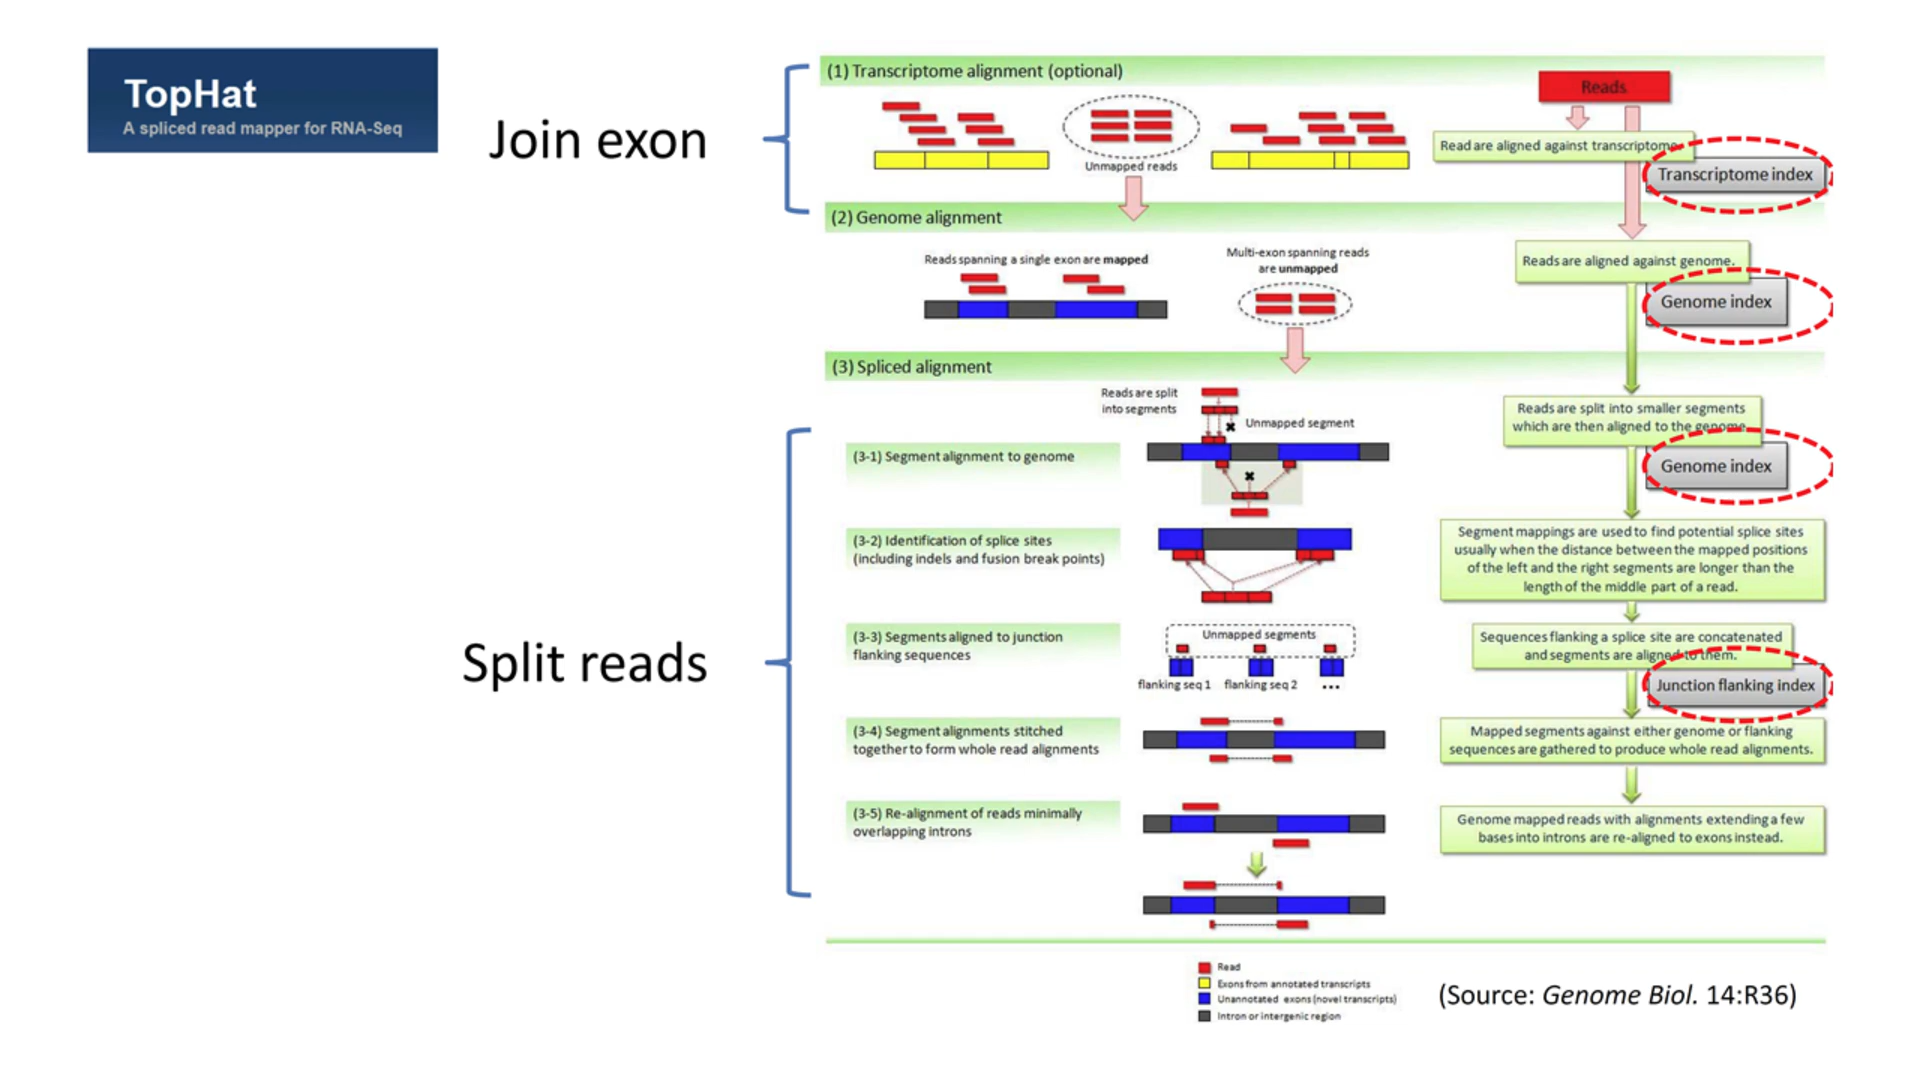 TopHat
A spliced read mapper for RNA-Seq
Join exon
(1) Transcriptome alignment (optional)
Unmapped reads
Reads
Read are aligned against transcriptome.
Transcriptome index
(2) Genome alignment
Reads spanning a single exon are mapped
Multi-exon spanning reads
are unmapped
Reads are aligned against genome.
Genome index
(3) Spliced alignment
Reads are split
into segments
Unmapped segment
Reads are split into smaller segments
which are then aligned to the genome.
Genome index
Split reads
(3-1) Segment alignment to genome
(3-2) Identification of splice sites
(including indels and fusion break points)
Segment mappings are used to find potential splice sites
usually when the distance between the mapped positions
of the left and the right segments are longer than the
length of the middle part of a read.
(3-3) Segments aligned to junction
flanking sequences
Unmapped segments
flanking seq 1
flanking seq 2
...
Sequences flanking a splice site are concatenated
and segments are aligned to them.
Junction flanking index
(3-4) Segment alignments stitched
together to form whole read alignments
Mapped segments against either genome or flanking
sequences are gathered to produce whole read alignments.
(3-5) Re-alignment of reads minimally
overlapping introns
Genome mapped reads with alignments extending a few
bases into introns are re-aligned to exons instead.
Read
Exons from annotated transcripts
Unannotated exons (novel transcripts)
Intron or intergenic region
(Source: Genome Biol. 14:R36)